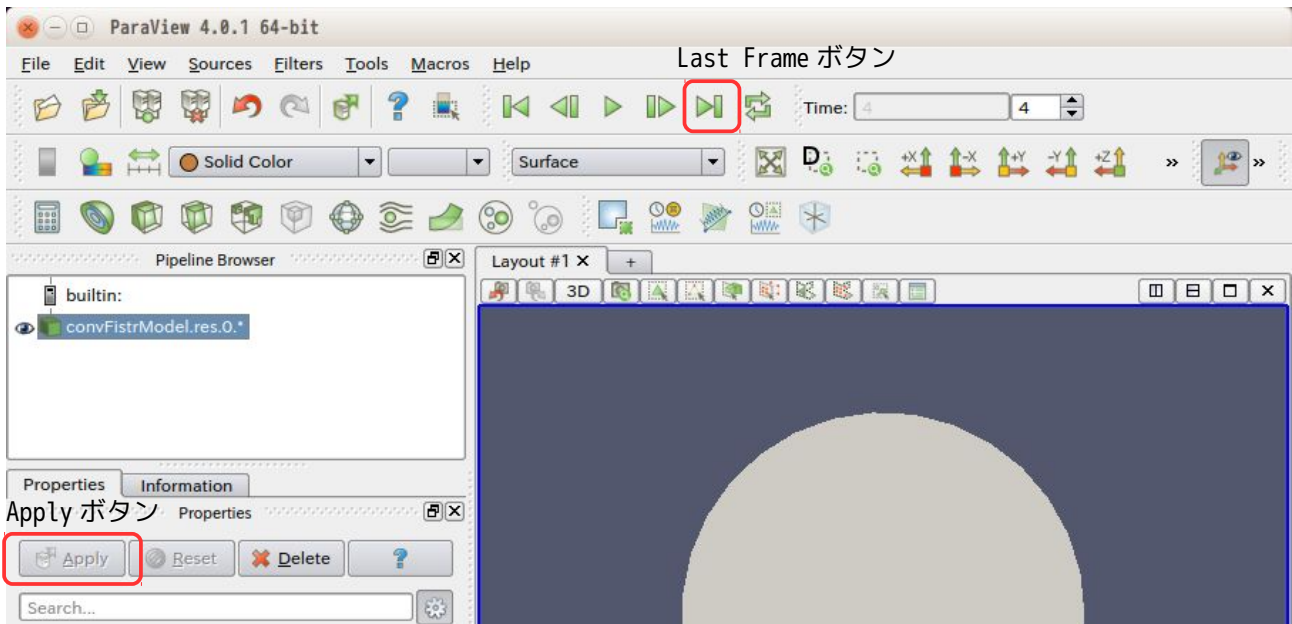 ParaView 4.0.1 64-bit
File Edit View Sources Filters Tools Macros Help
Last Frame ボタン
Time: 4 4
Solid Color Surface D +X -X +Y -Y +Z » »
Pipeline Browser
Layout #1 X +
builtin:
3D
convFistrModel.res.0.*
Properties Information
Apply ボタン Properties
Apply Reset Delete ?
Search...